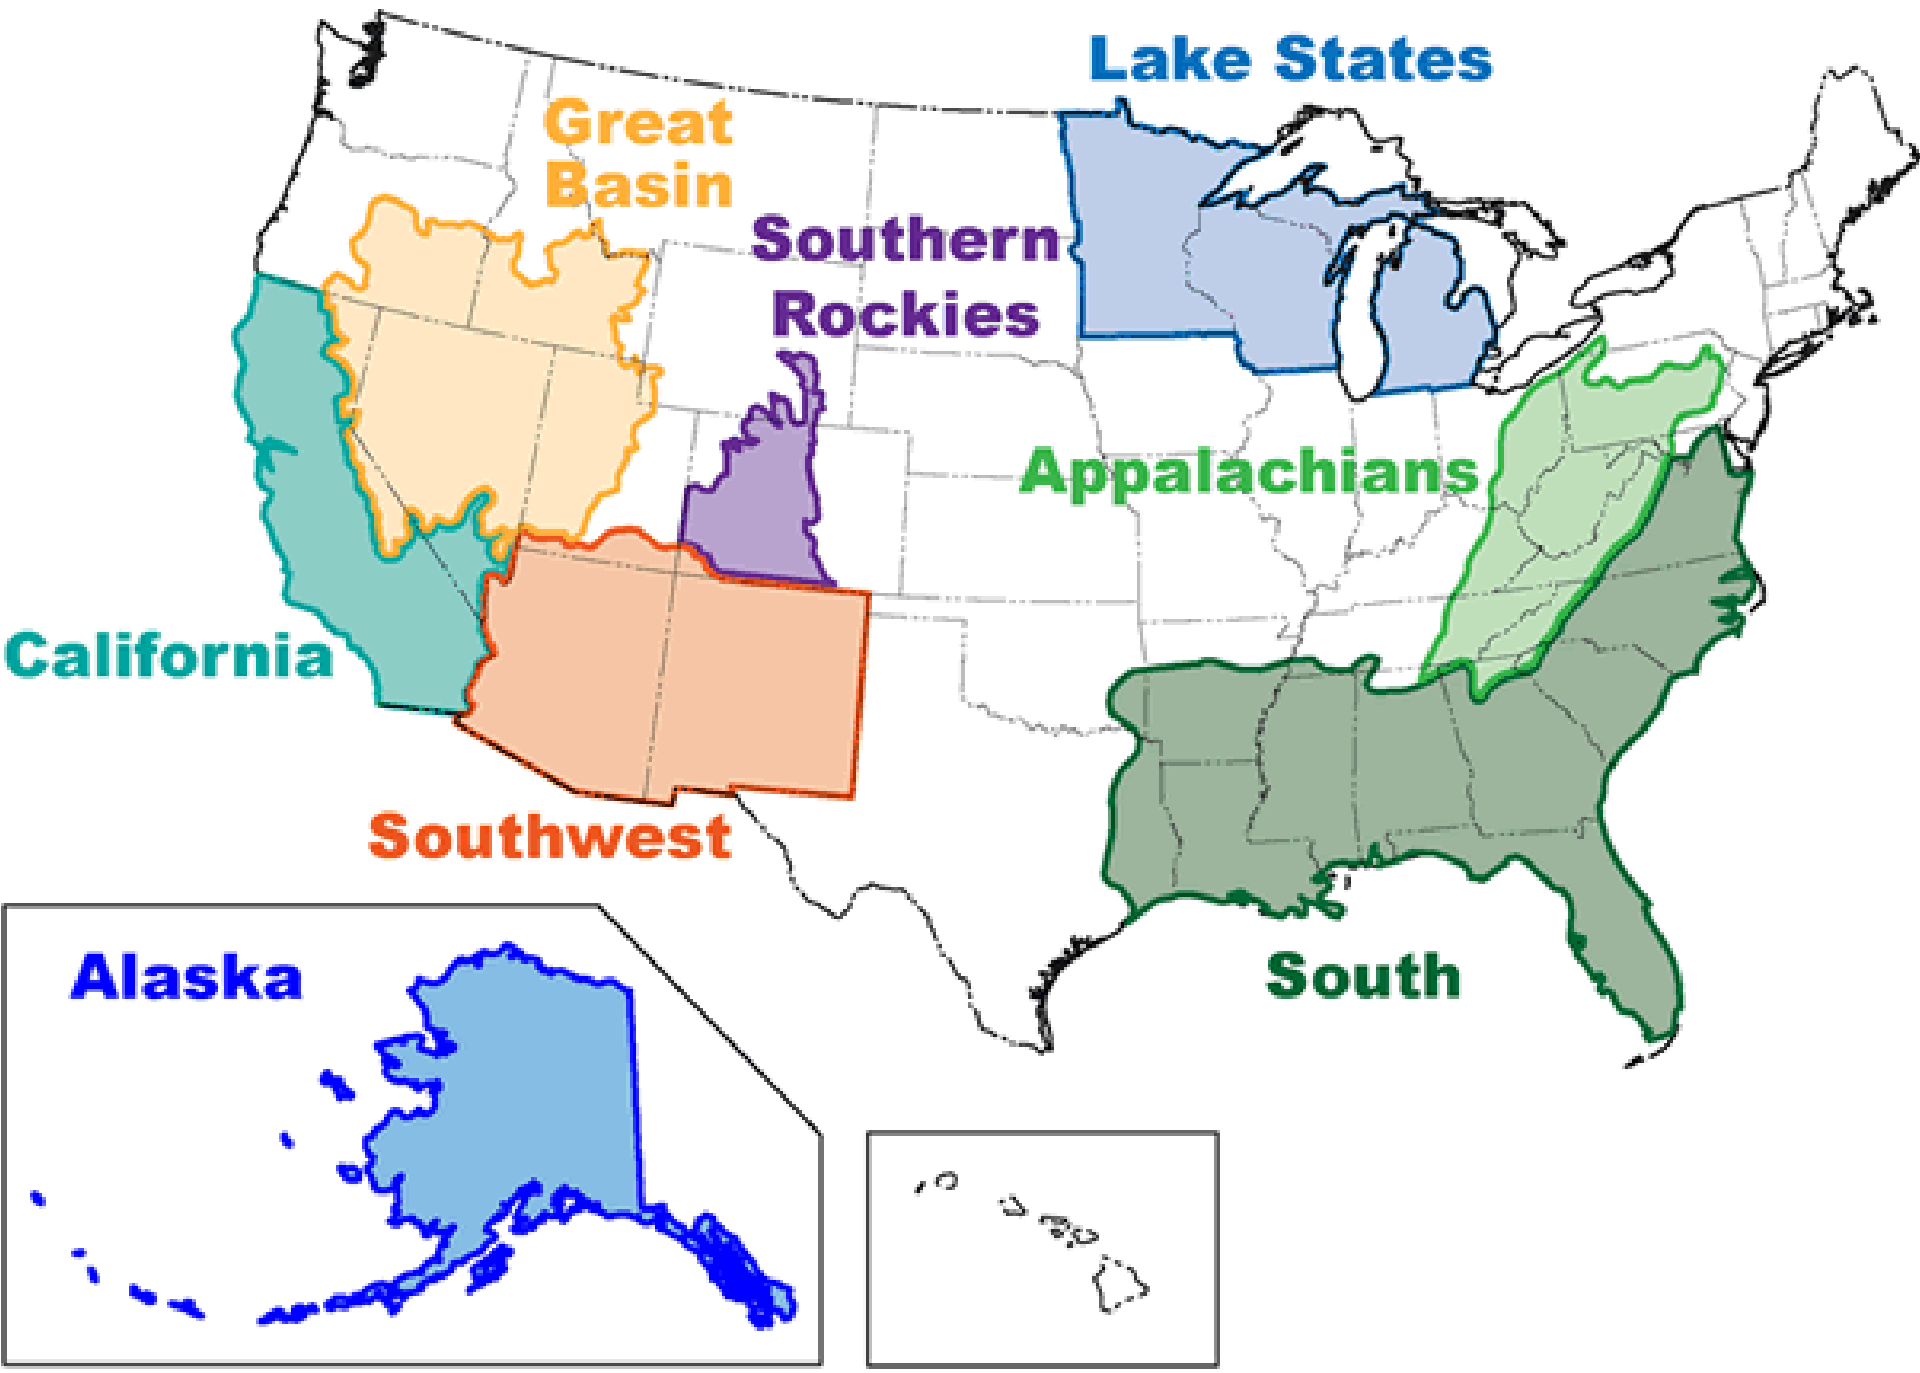 Lake States
Great
Basin
Southern
Rockies
Appalachians
California
Southwest
Alaska
South